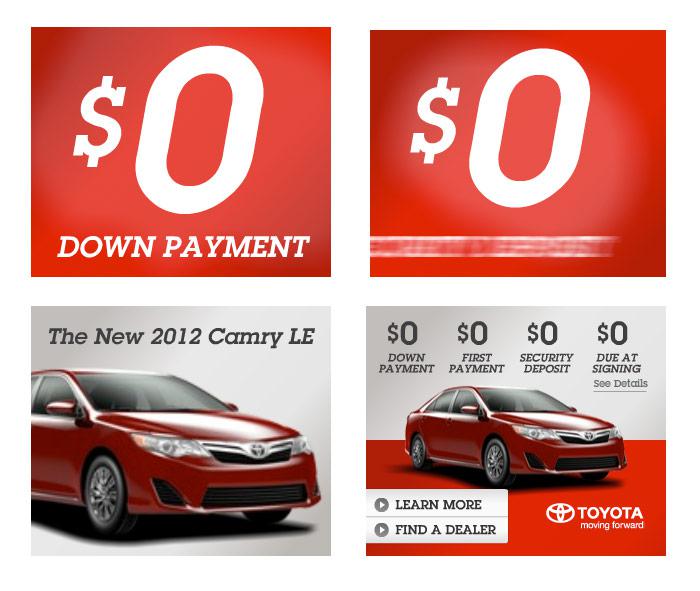 $0
DOWN PAYMENT
$0
The New 2012 Camry LE
$0 $0 $0 $0
DOWN PAYMENT
FIRST PAYMENT
SECURITY DEPOSIT
DUE AT SIGNING
See Details
LEARN MORE
FIND A DEALER
TOYOTA
moving forward